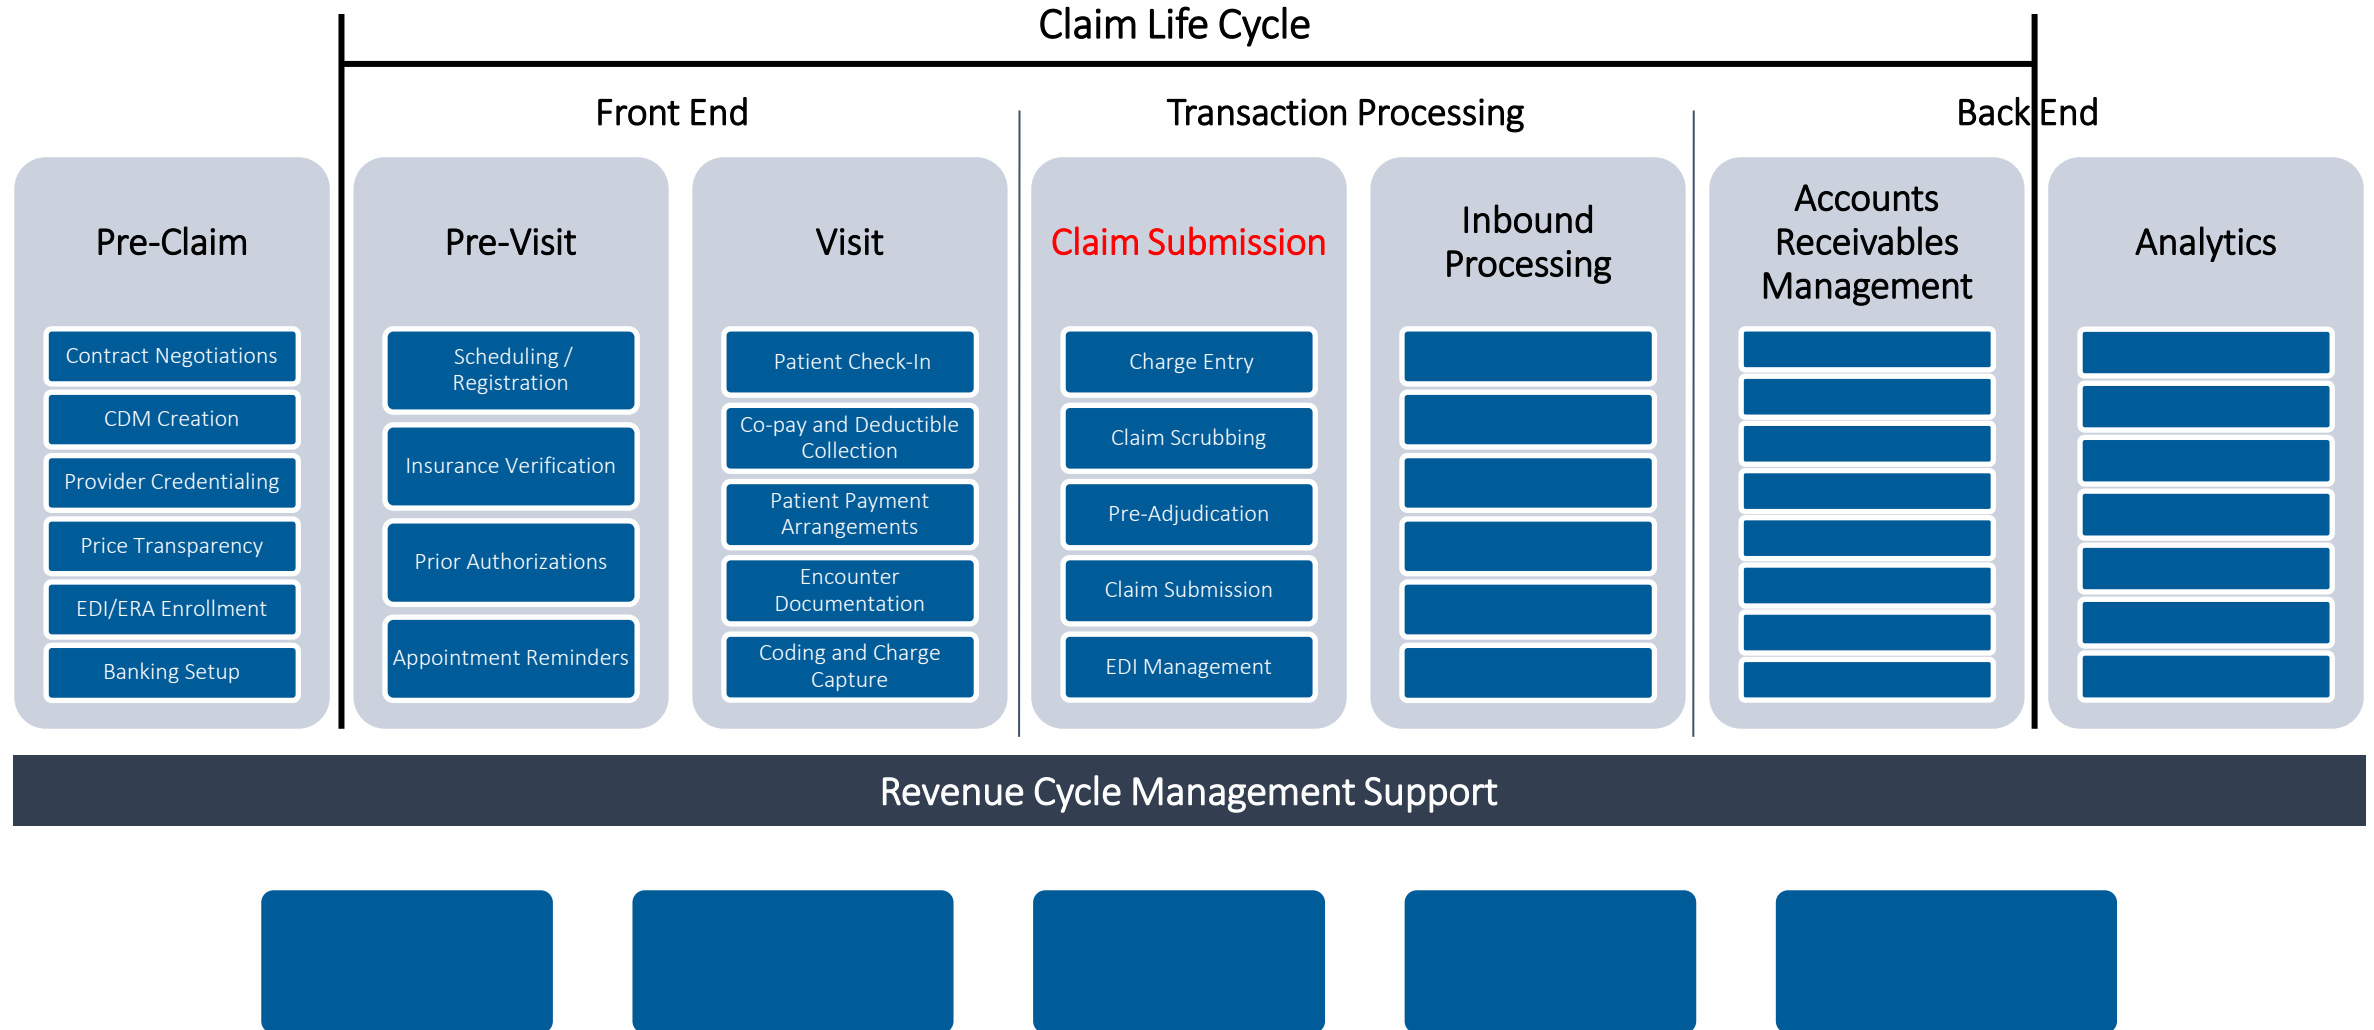 Claim Life Cycle
Front End
Transaction Processing
Back End
Pre-Claim
Contract Negotiations
CDM Creation
Provider Credentialing
Price Transparency
EDI/ERA Enrollment
Banking Setup
Pre-Visit
Scheduling /
Registration
Insurance Verification
Prior Authorizations
Appointment Reminders
Visit
Patient Check-In
Co-pay and Deductible
Collection
Patient Payment
Arrangements
Encounter
Documentation
Coding and Charge
Capture
Claim Submission
Charge Entry
Claim Scrubbing
Pre-Adjudication
Claim Submission
EDI Management
Inbound
Processing
Accounts
Receivables
Management
Analytics
Revenue Cycle Management Support